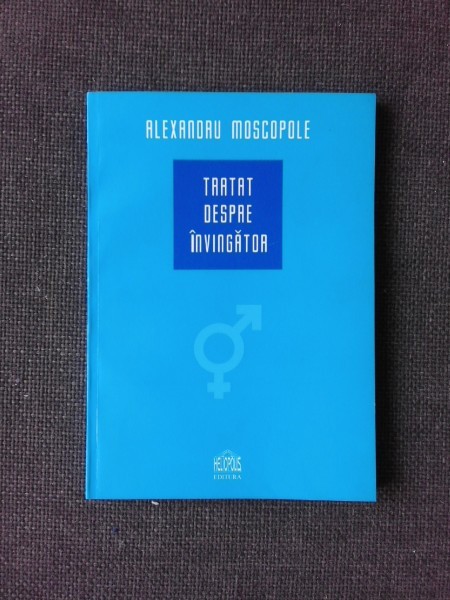 ALEXANDRU MOSCOPOLE
TRATAT
DESPRE
ÎNVINGĂTOR
HELIOPOLIS
EDITURA